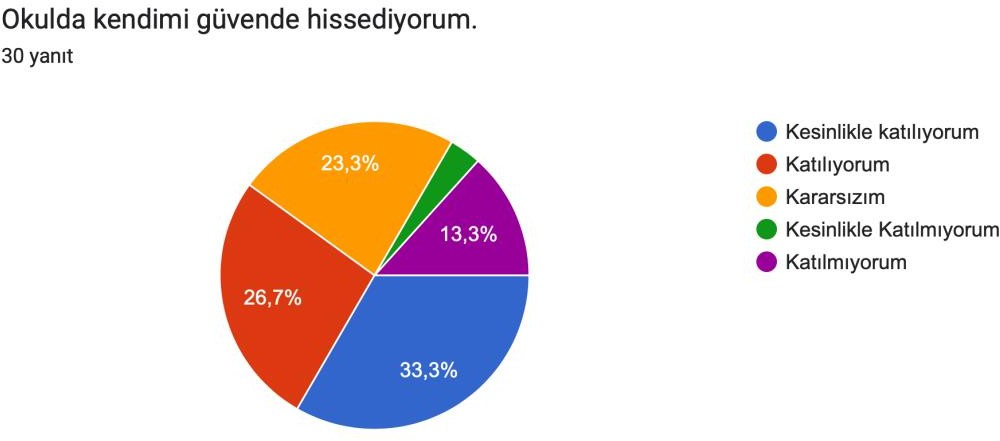 Okulda kendimi güvende hissediyorum.
30 yanıt
23,3%
13,3%
26,7%
33,3%
Kesinlikle katılıyorum
Katılıyorum
Kararsızım
Kesinlikle Katılmıyorum
Katılmıyorum